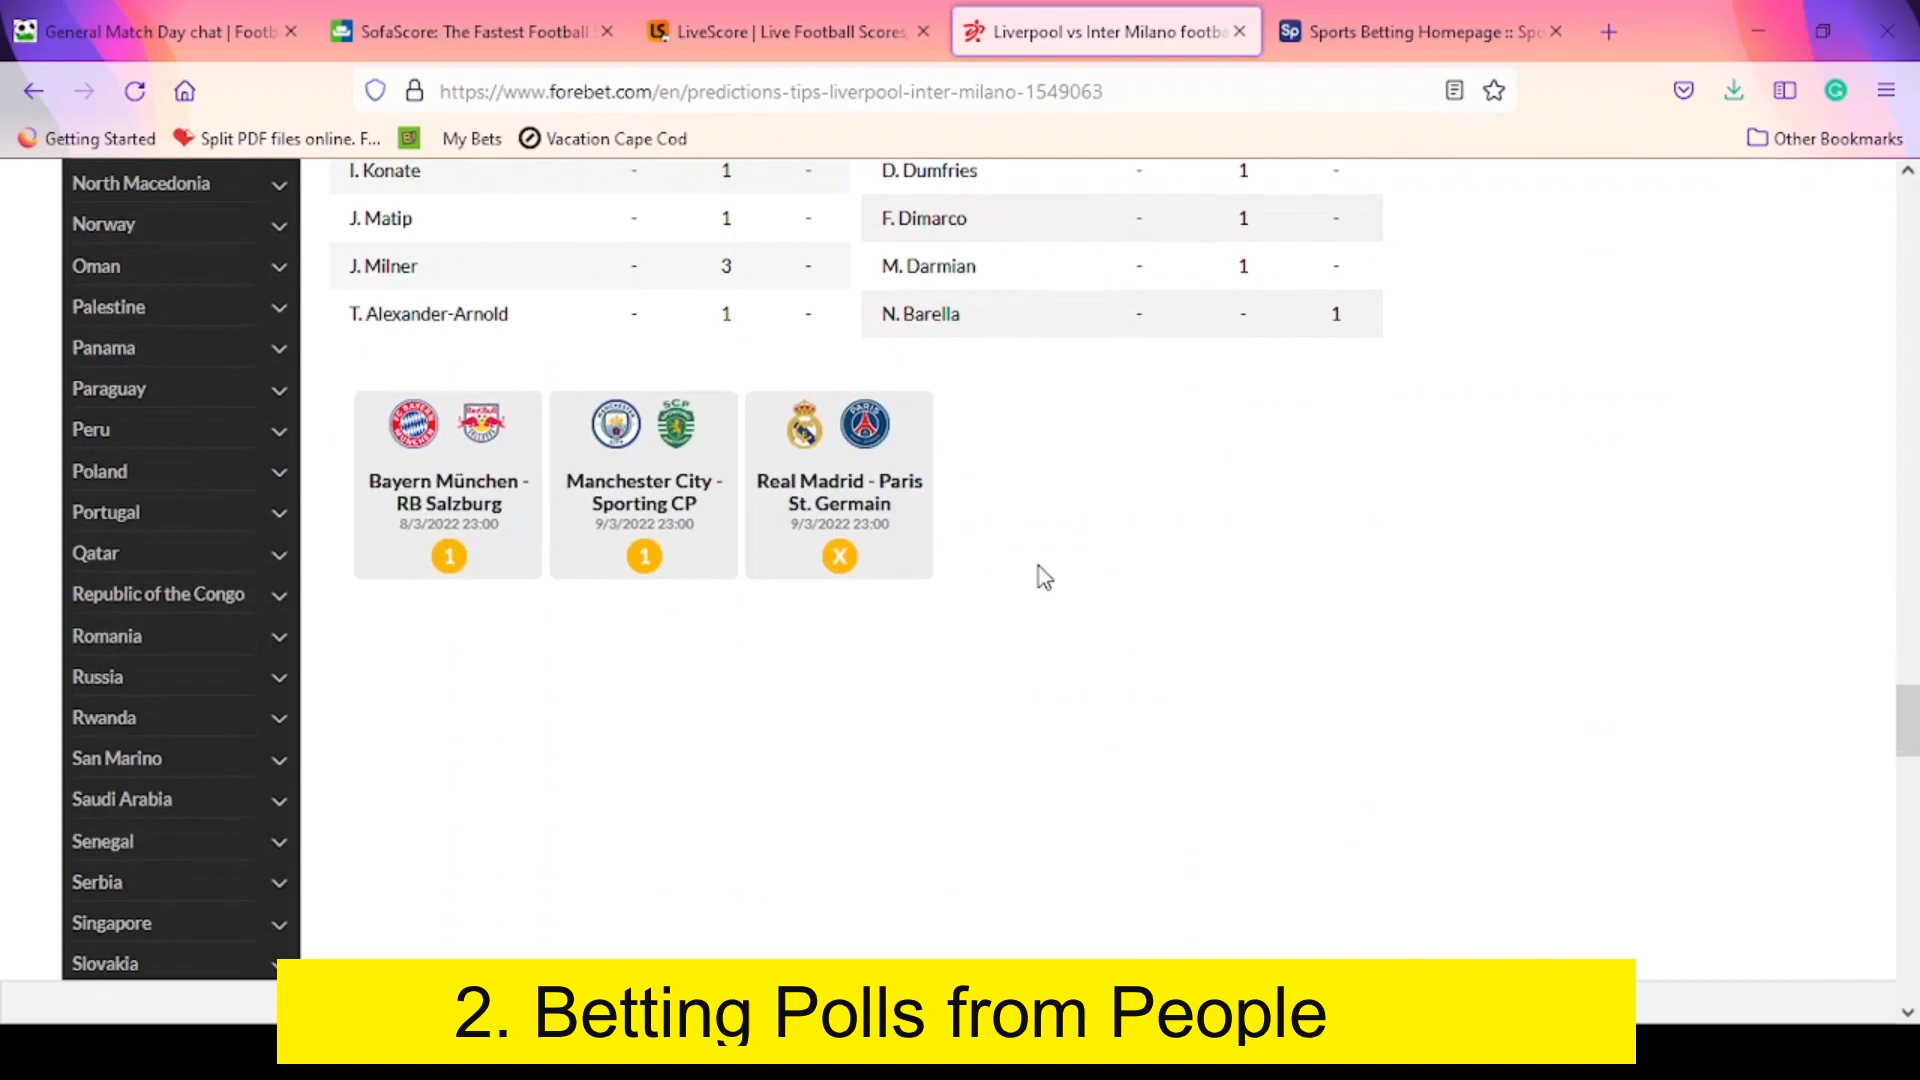 General Match Day chat | Footb
SofaScore: The Fastest Football
LiveScore | Live Football Scores,
Liverpool vs Inter Milano footba
Sports Betting Homepage :: Spo
https://www.forebet.com/en/predictions-tips-liverpool-inter-milano-1549063
Getting Started
Split PDF files online. F...
My Bets
Vacation Cape Cod
Other Bookmarks
North Macedonia
Norway
Oman
Palestine
Panama
Paraguay
Peru
Poland
Portugal
Qatar
Republic of the Congo
Romania
Russia
Rwanda
San Marino
Saudi Arabia
Senegal
Serbia
Singapore
Slovakia
I. Konate - 1 -
J. Matip - 1 -
J. Milner - 3 -
T. Alexander-Arnold - 1 -
D. Dumfries - 1 -
F. Dimarco - 1 -
M. Darmian - 1 -
N. Barella - - 1
Bayern München -
RB Salzburg
8/3/2022 23:00
1
Manchester City -
Sporting CP
9/3/2022 23:00
1
Real Madrid - Paris
St. Germain
9/3/2022 23:00
X
2. Betting Polls from People